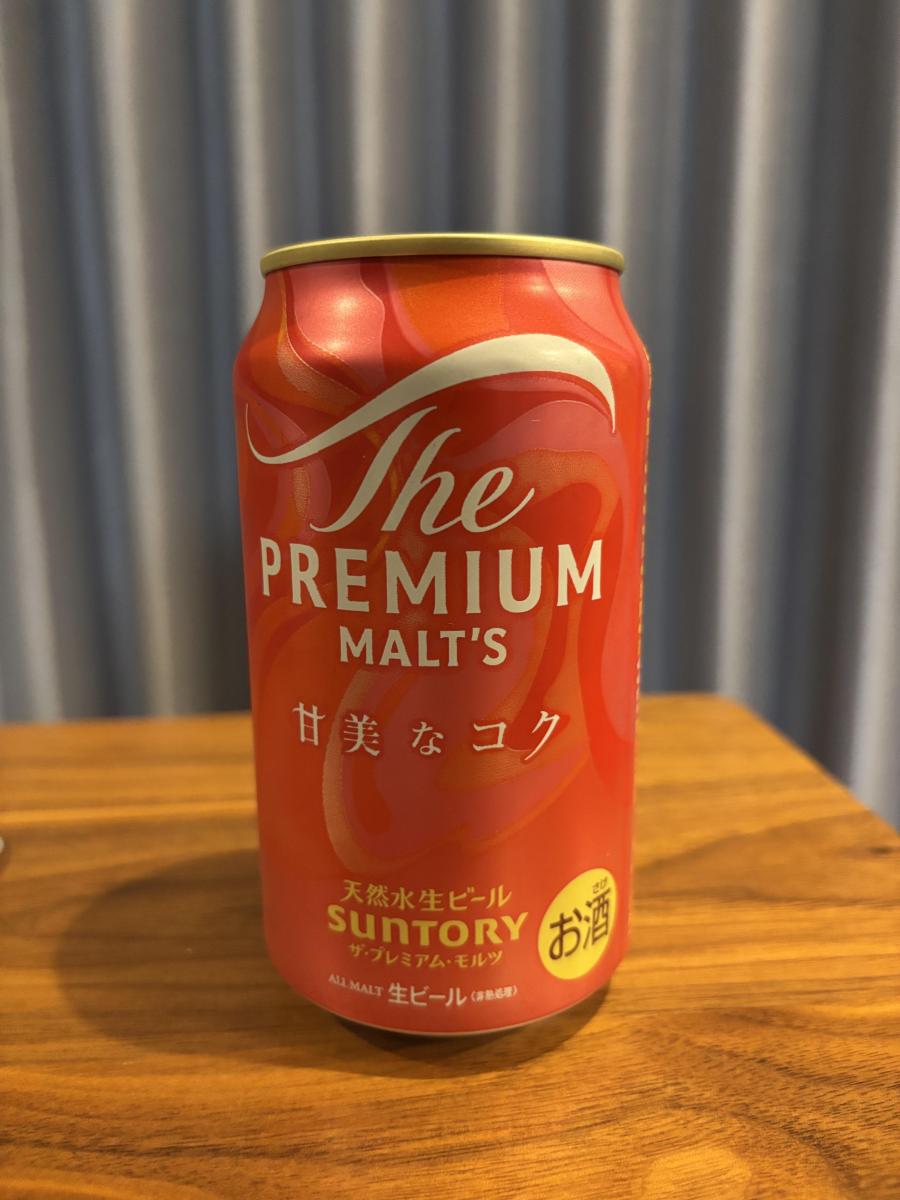 The
PREMIUM
MALT'S
甘美なコク
天然水生ビール
SUNTORY
ザ・プレミアム・モルツ
ALL MALT 生ビール（非熱処理）
さけ
お酒